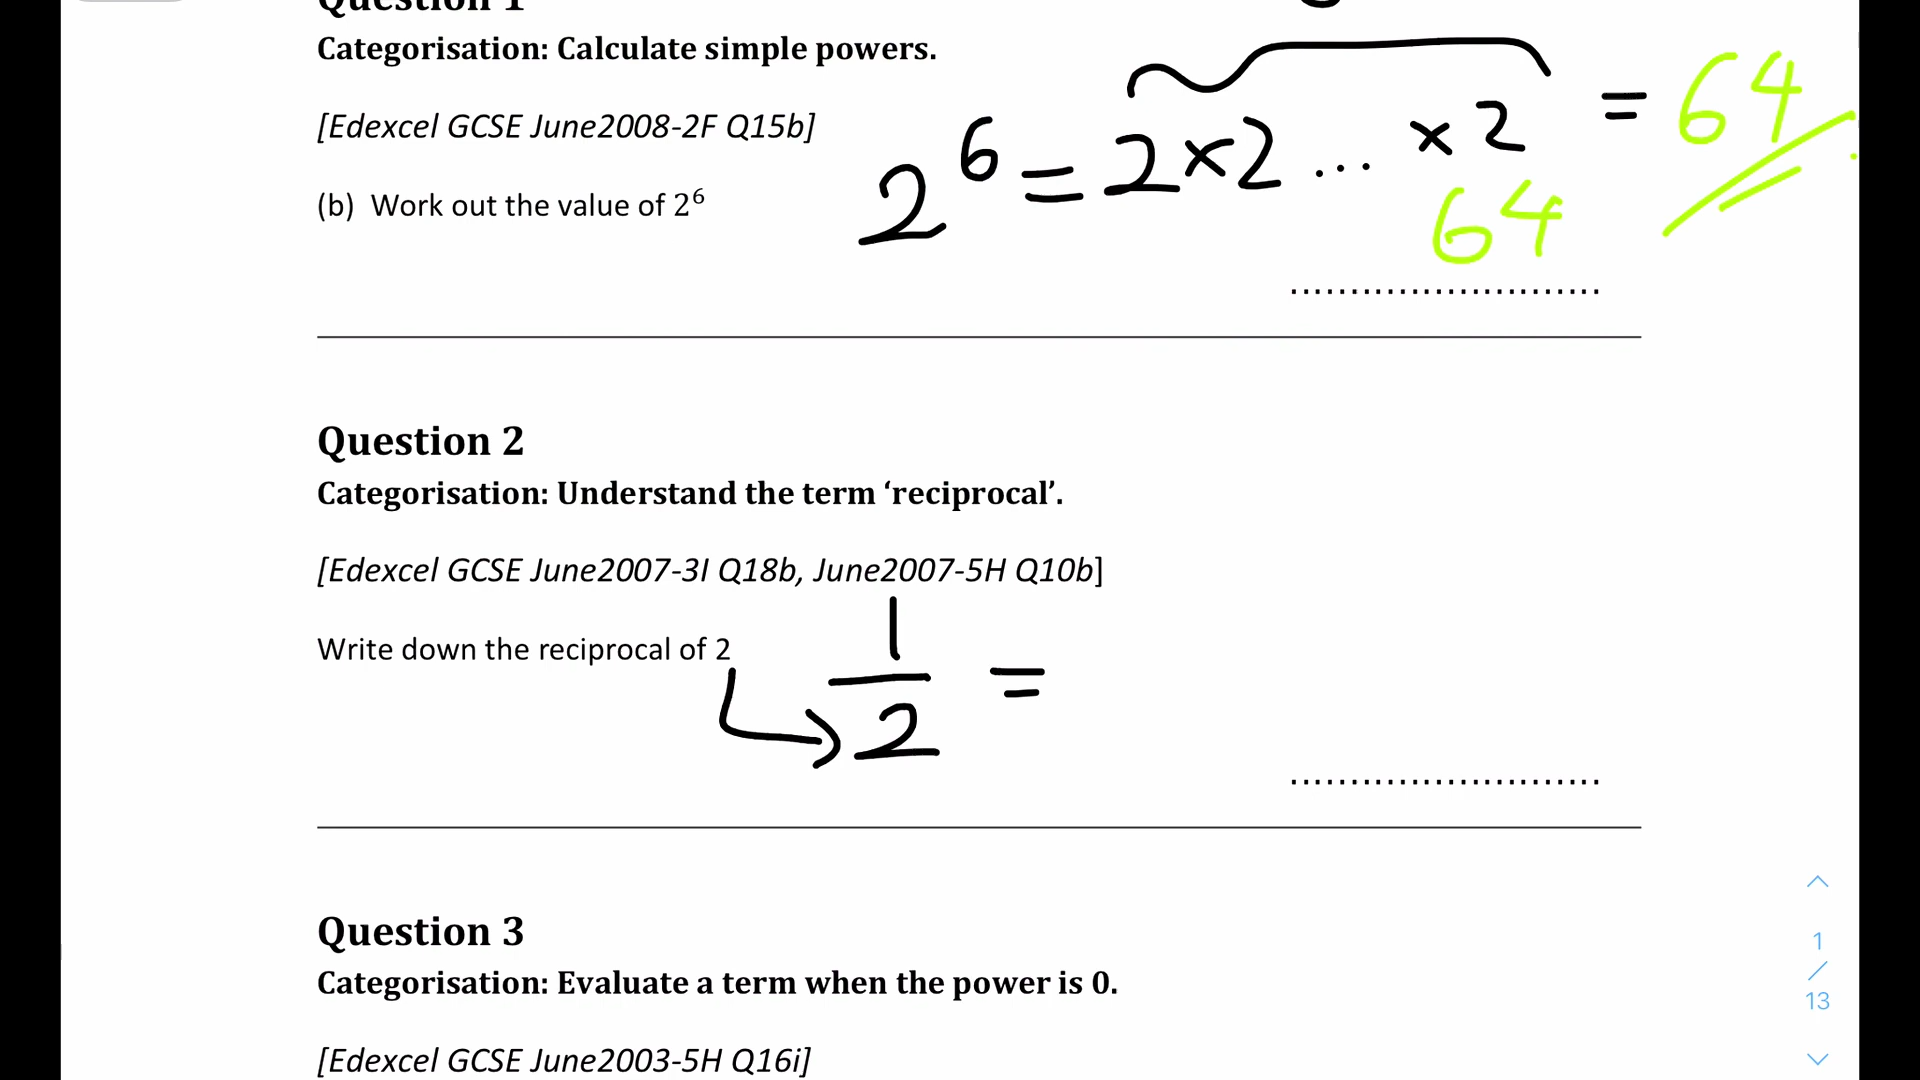 Question 1
Categorisation: Calculate simple powers.
[Edexcel GCSE June2008-2F Q15b]
(b) Work out the value of 2⁶
2⁶ = 2×2 ... ×2 = 64
64
..........................
Question 2
Categorisation: Understand the term ‘reciprocal’.
[Edexcel GCSE June2007-3I Q18b, June2007-5H Q10b]
Write down the reciprocal of 2
1/2 =
..........................
Question 3
Categorisation: Evaluate a term when the power is 0.
[Edexcel GCSE June2003-5H Q16i]
1
/
13